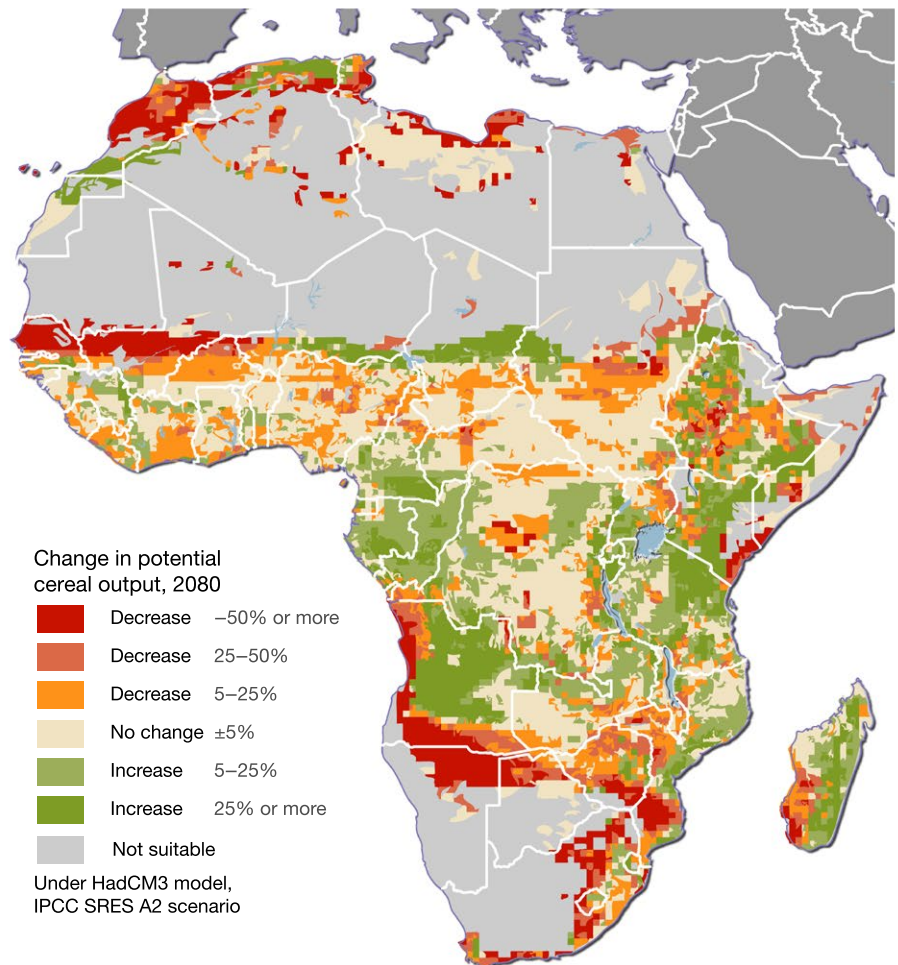 Change in potential
cereal output, 2080
Decrease −50% or more
Decrease 25–50%
Decrease 5–25%
No change ±5%
Increase 5–25%
Increase 25% or more
Not suitable
Under HadCM3 model,
IPCC SRES A2 scenario